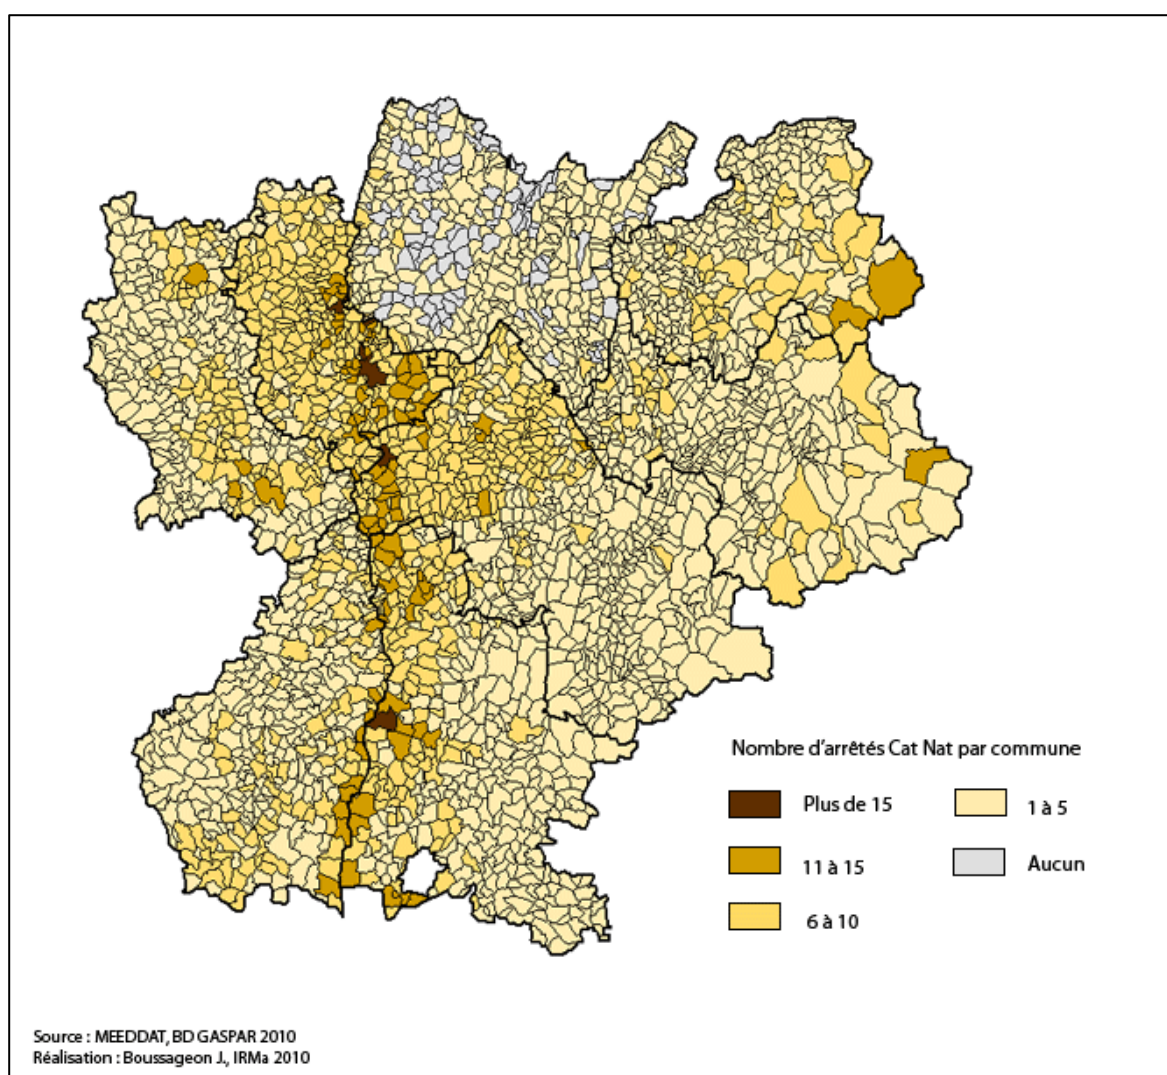 Nombre d'arrêtés Cat Nat par commune
Plus de 15
1 à 5
11 à 15
Aucun
6 à 10
Source : MEEDDAT, BD GASPAR 2010
Réalisation : Boussageon J., IRMa 2010